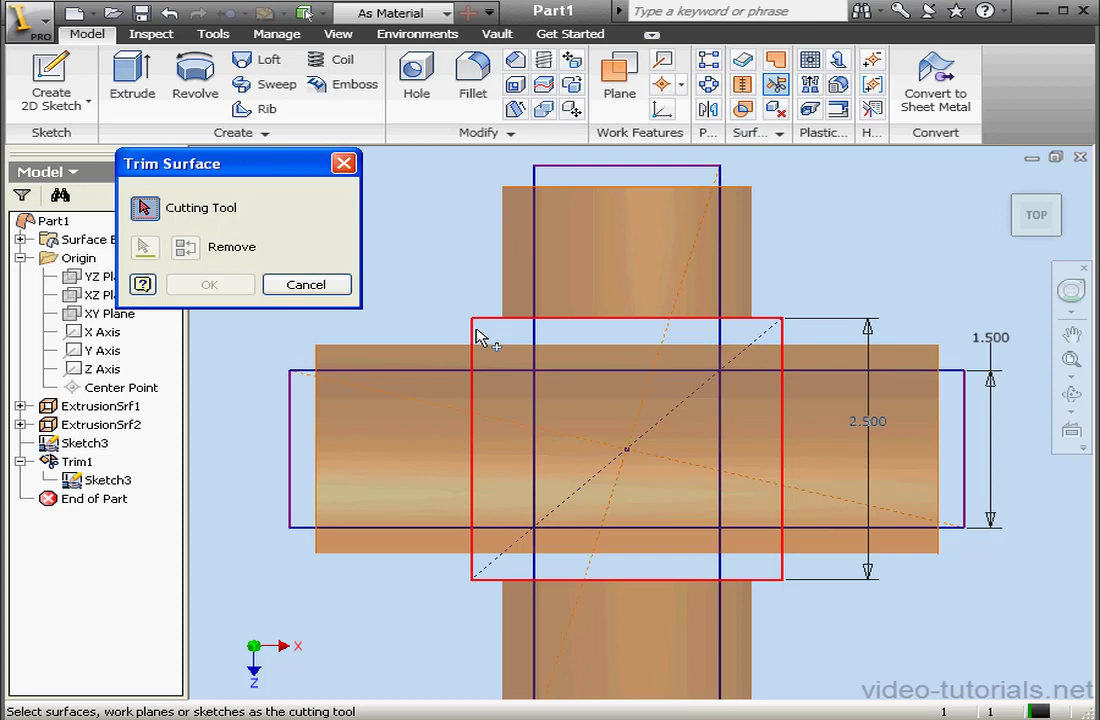 PRO
As Material
Part1
Type a keyword or phrase
Model
Inspect
Tools
Manage
View
Environments
Vault
Get Started
Create
2D Sketch
Extrude
Revolve
Loft
Sweep
Rib
Coil
Emboss
Hole
Fillet
Plane
Convert to
Sheet Metal
Sketch
Create
Modify
Work Features
P...
Surf...
Plastic...
H...
Convert
Model
Trim Surface
Cutting Tool
Remove
OK
Cancel
Part1
Surface B
Origin
YZ Pl
XZ Pl
XY Plane
X Axis
Y Axis
Z Axis
Center Point
ExtrusionSrf1
ExtrusionSrf2
Sketch3
Trim1
Sketch3
End of Part
TOP
1.500
2.500
X
Z
video-tutorials.net
Select surfaces, work planes or sketches as the cutting tool
1
1